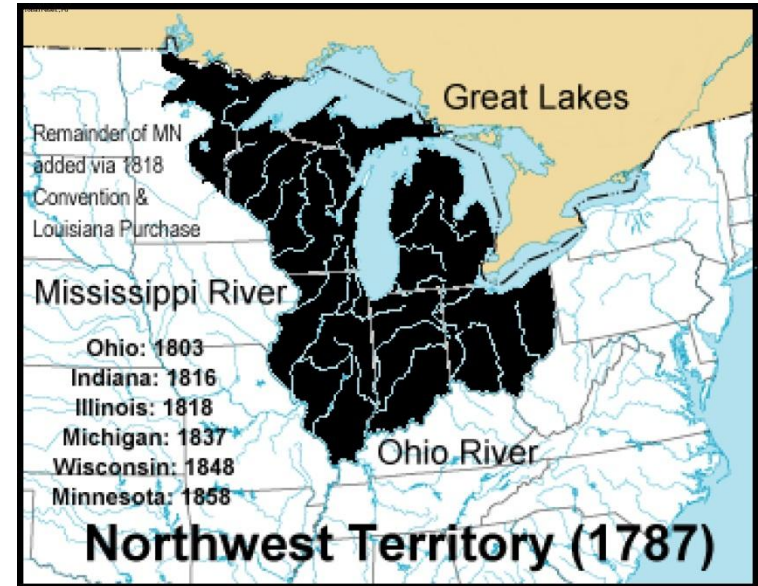 Great Lakes
Remainder of MN
added via 1818
Convention &
Louisiana Purchase
Mississippi River
Ohio: 1803
Indiana: 1816
Illinois: 1818
Michigan: 1837
Wisconsin: 1848
Minnesota: 1858
Ohio River
Northwest Territory (1787)